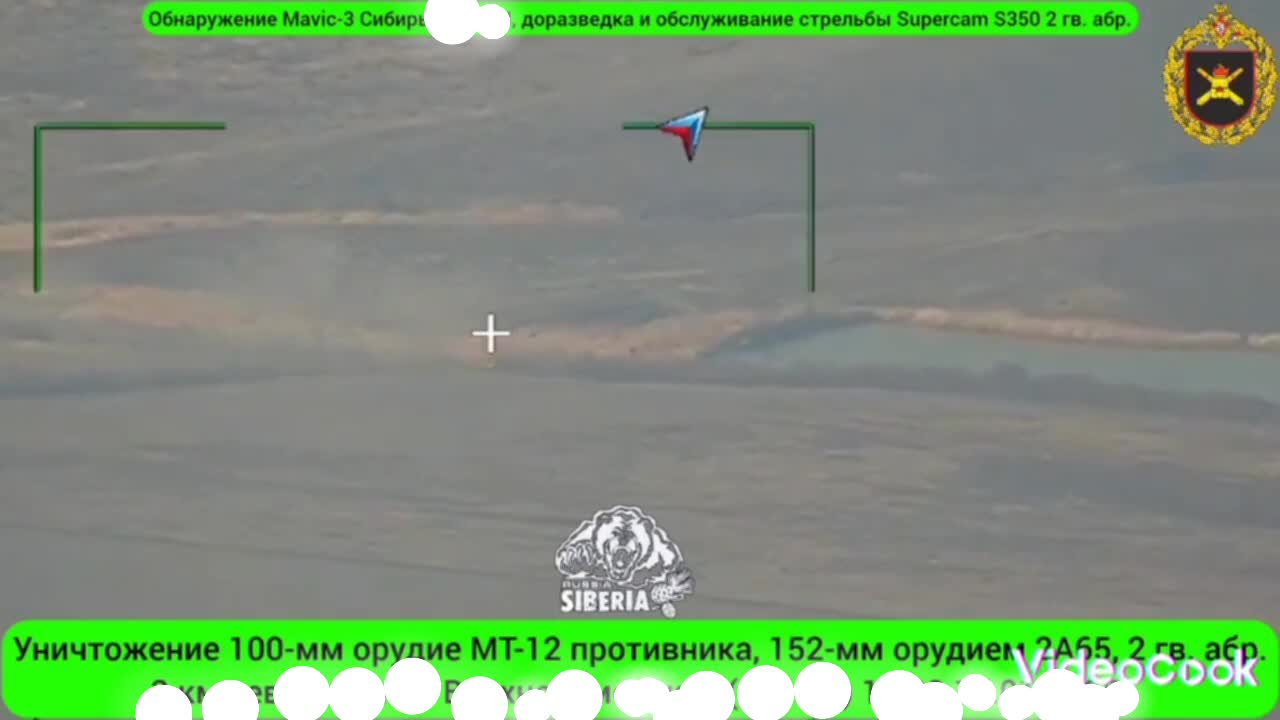 Обнаружение Mavic-3 Сибирь , доразведка и обслуживание стрельбы Supercam S350 2 гв. абр.
RUSSIA
SIBERIA
Уничтожение 100-мм орудие МТ-12 противника, 152-мм орудием 2А65, 2 гв. абр.
VideoCook